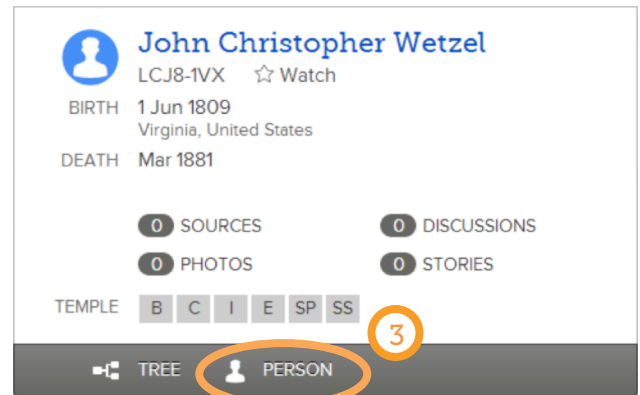 John Christopher Wetzel
LCJ8-1VX ☆ Watch
BIRTH 1 Jun 1809
Virginia, United States
DEATH Mar 1881
0 SOURCES 0 DISCUSSIONS
0 PHOTOS 0 STORIES
TEMPLE B C I E SP SS
3
TREE PERSON